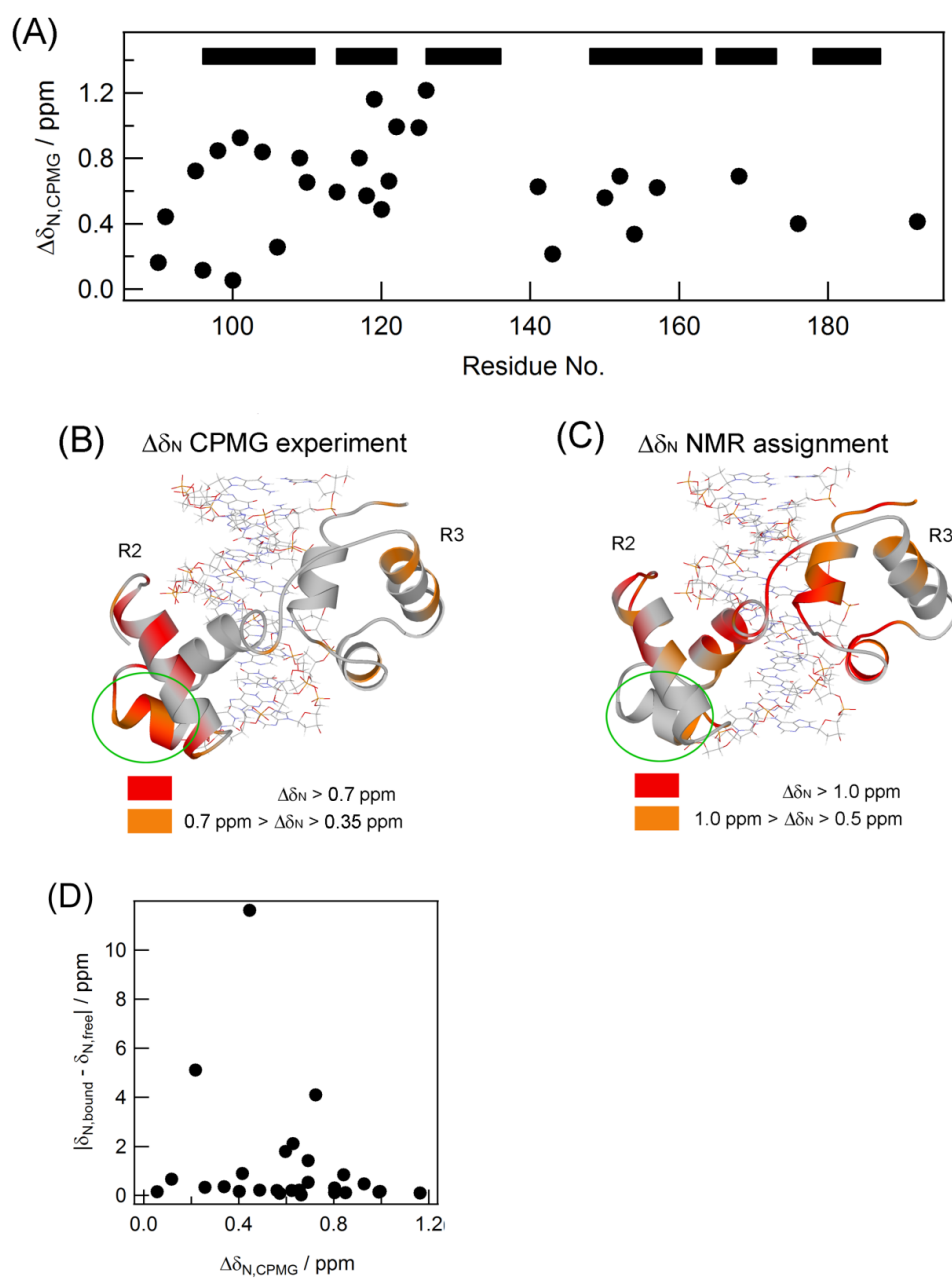 (A)
ΔδN,CPMG / ppm
1.2
0.8
0.4
0.0
100
120
140
160
180
Residue No.
(B)
ΔδN CPMG experiment
R2
R3
ΔδN > 0.7 ppm
0.7 ppm > ΔδN > 0.35 ppm
(C)
ΔδN NMR assignment
R2
R3
ΔδN > 1.0 ppm
1.0 ppm > ΔδN > 0.5 ppm
(D)
|δN,bound - δN,free| / ppm
10
8
6
4
2
0
0.0
0.4
0.8
1.2
ΔδN,CPMG / ppm